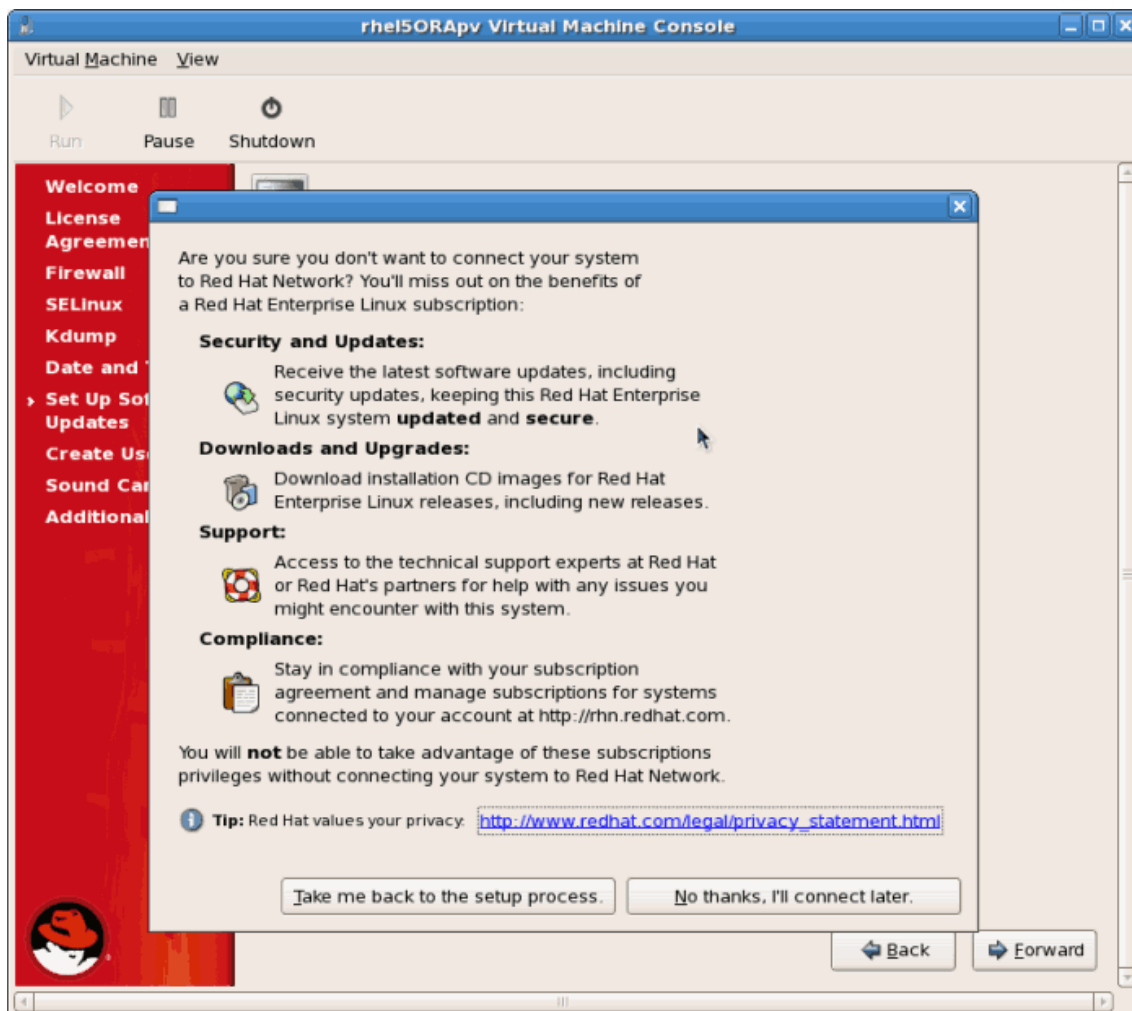 rhel5ORApv Virtual Machine Console
Virtual Machine View
Run Pause Shutdown
Welcome
License
Agreemen
Firewall
SELinux
Kdump
Date and
Set Up Sof
Updates
Create Us
Sound Car
Additional
Are you sure you don't want to connect your system
to Red Hat Network? You'll miss out on the benefits of
a Red Hat Enterprise Linux subscription:
Security and Updates:
Receive the latest software updates, including
security updates, keeping this Red Hat Enterprise
Linux system updated and secure.
Downloads and Upgrades:
Download installation CD images for Red Hat
Enterprise Linux releases, including new releases.
Support:
Access to the technical support experts at Red Hat
or Red Hat's partners for help with any issues you
might encounter with this system.
Compliance:
Stay in compliance with your subscription
agreement and manage subscriptions for systems
connected to your account at http://rhn.redhat.com.
You will not be able to take advantage of these subscriptions
privileges without connecting your system to Red Hat Network.
Tip: Red Hat values your privacy: http://www.redhat.com/legal/privacy_statement.html
Take me back to the setup process. No thanks, I'll connect later.
Back Forward